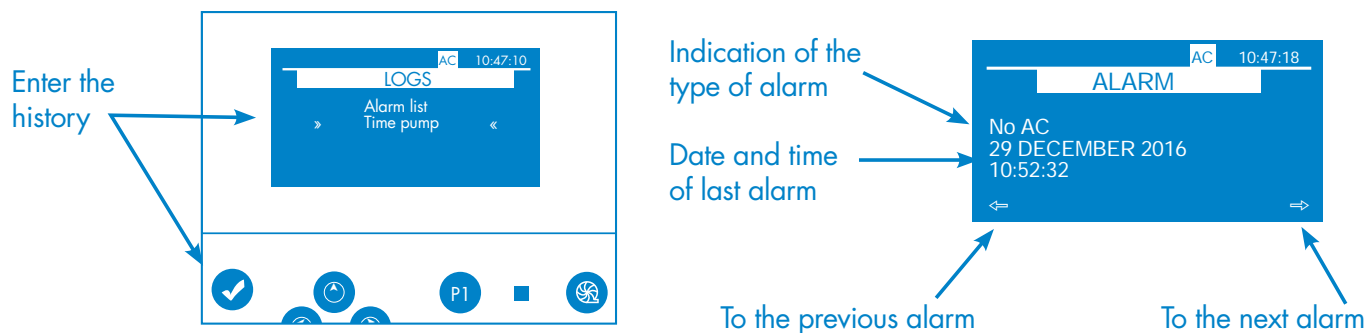 Enter the
history
AC 10:47:10
LOGS
Alarm list
» Time pump «
P1
Indication of the
type of alarm
Date and time
of last alarm
AC 10:47:18
ALARM
No AC
29 DECEMBER 2016
10:52:32
To the previous alarm
To the next alarm